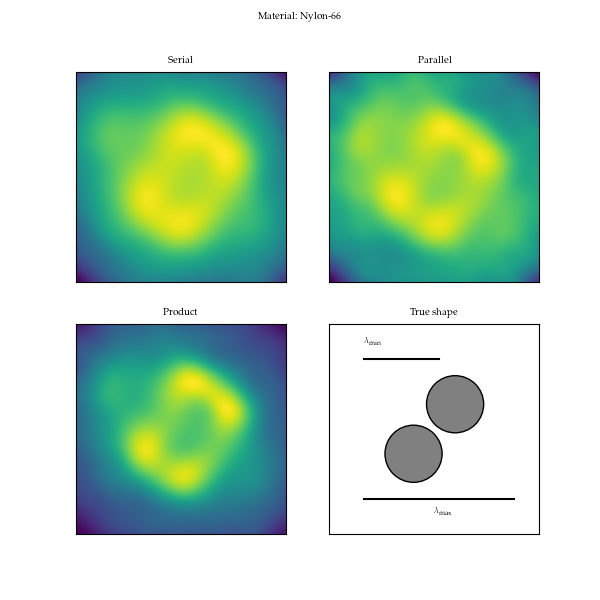 Material: Nylon-66
Serial
Parallel
Product
True shape
λmin
λmax